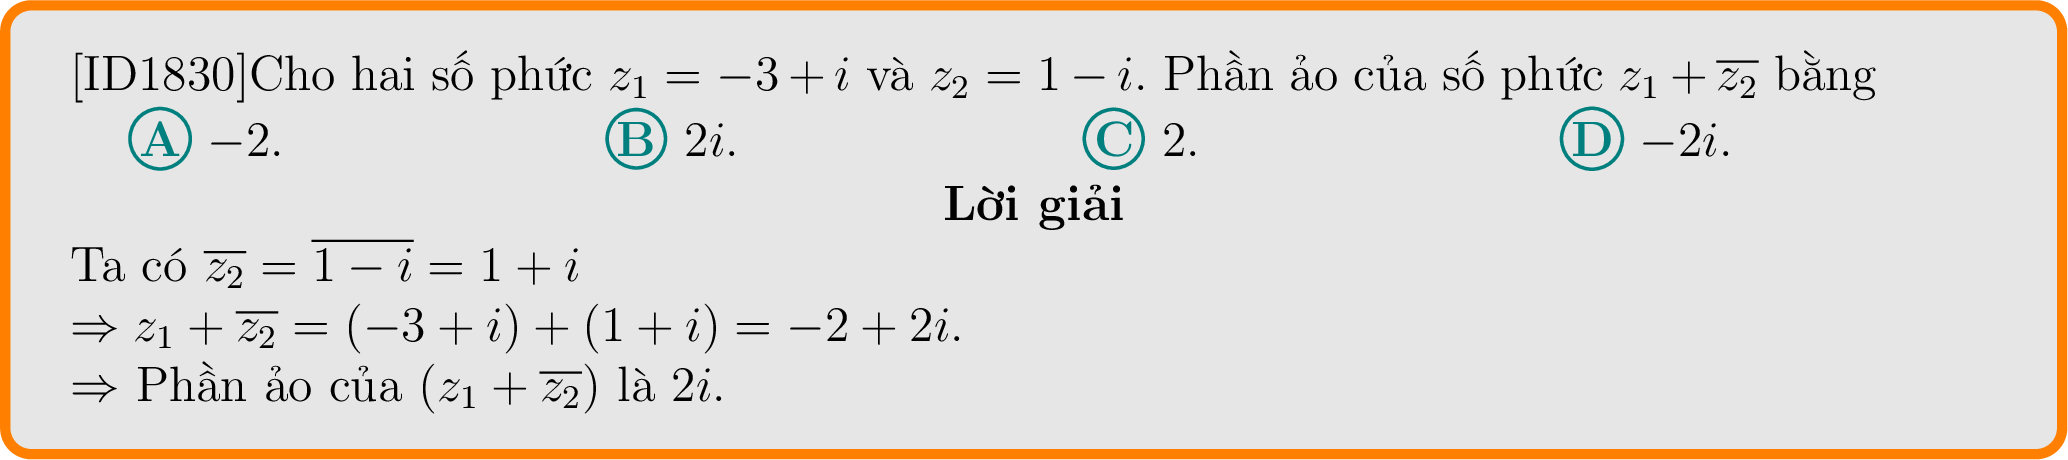 [ID1830]Cho hai số phức $z_1 = -3 + i$ và $z_2 = 1 - i$. Phần ảo của số phức $z_1 + \overline{z_2}$ bằng
Ⓐ $-2$. Ⓑ $2i$. Ⓒ $2$. Ⓓ $-2i$.
Lời giải
Ta có $\overline{z_2} = \overline{1 - i} = 1 + i$
$\Rightarrow z_1 + \overline{z_2} = (-3 + i) + (1 + i) = -2 + 2i$.
$\Rightarrow$ Phần ảo của $(z_1 + \overline{z_2})$ là $2i$.